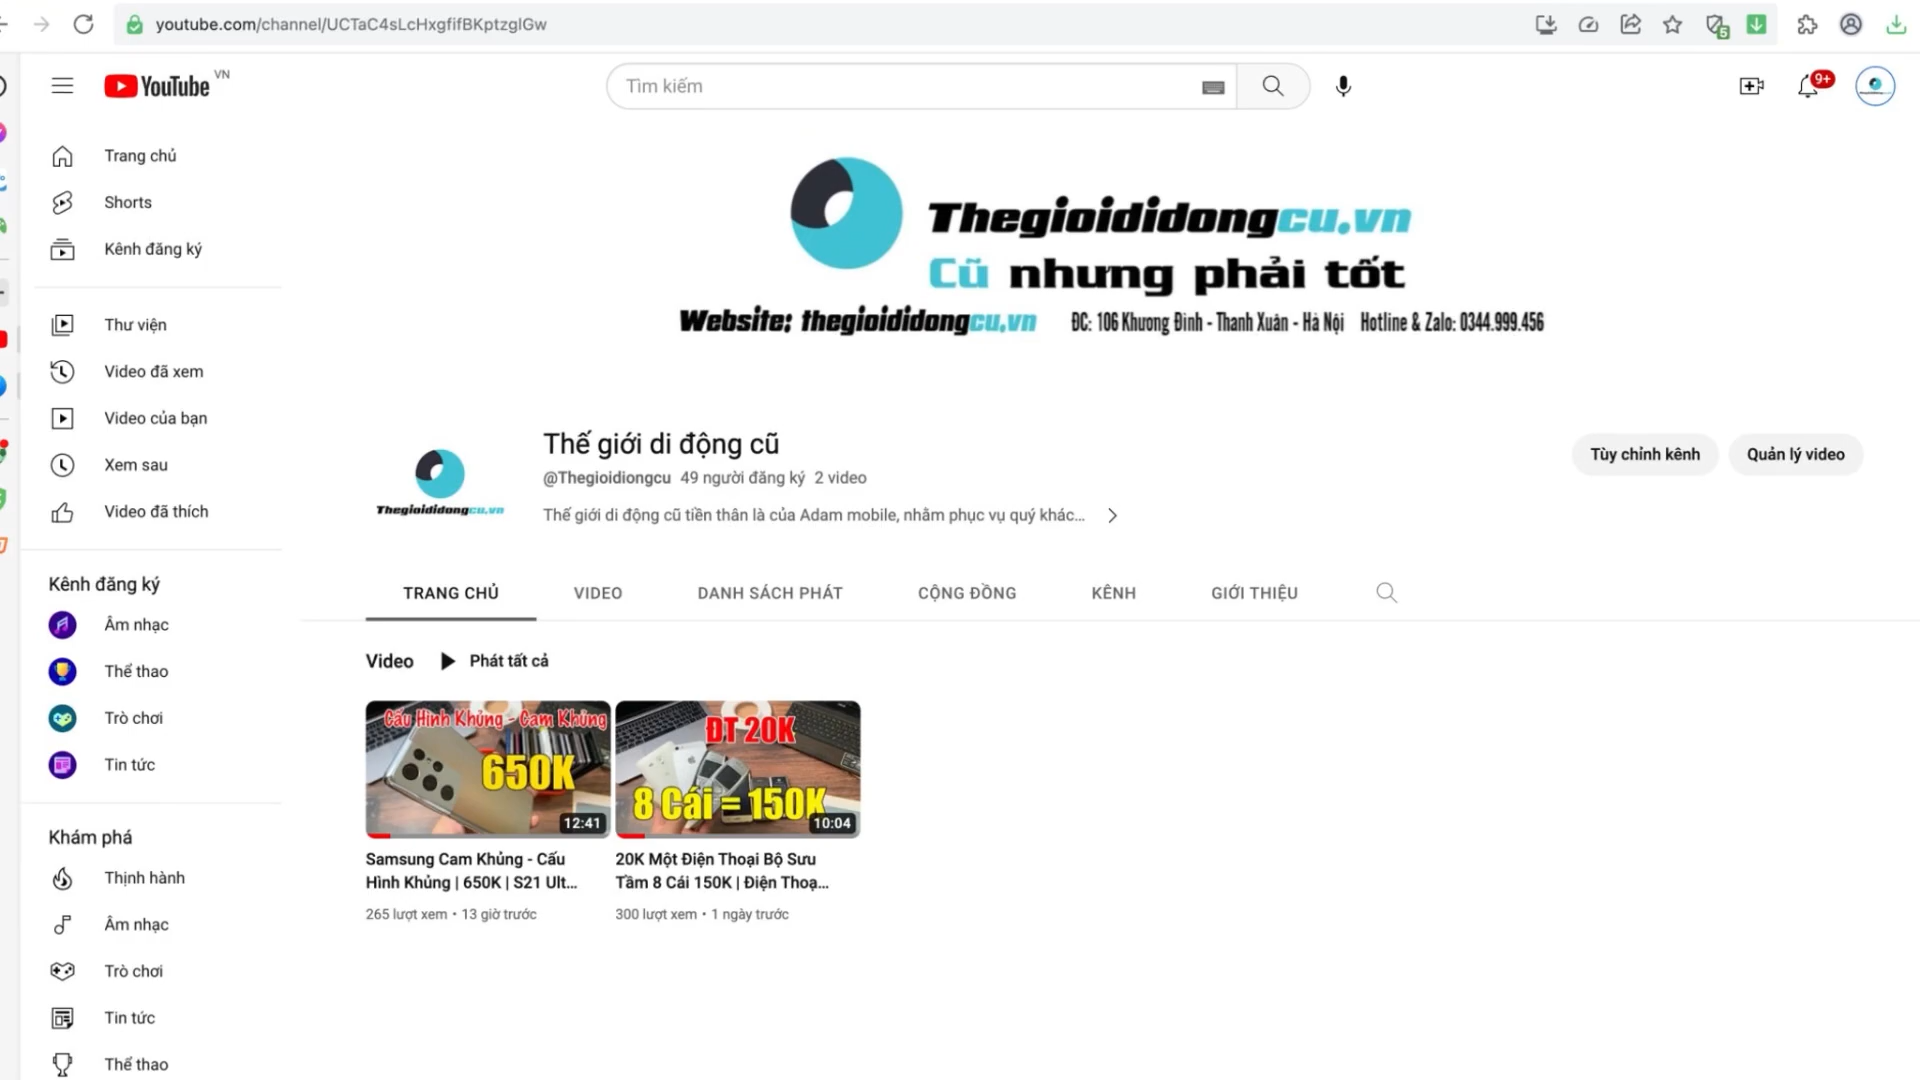 youtube.com/channel/UCTaC4sLcHxgfifBKptzglGw
5
YouTube VN
Tìm kiếm
9+
Trang chủ
Shorts
Kênh đăng ký
Thư viện
Video đã xem
Video của bạn
Xem sau
Video đã thích
Kênh đăng ký
Âm nhạc
Thể thao
Trò chơi
Tin tức
Khám phá
Thịnh hành
Âm nhạc
Trò chơi
Tin tức
Thể thao
Thegioididongcu.vn
Cũ nhưng phải tốt
Website: thegioididongcu.vn ĐC: 106 Khương Đình - Thanh Xuân - Hà Nội Hotline & Zalo: 0344.999.456
Thegioididongcu.vn
Thế giới di động cũ
@Thegioidiongcu 49 người đăng ký 2 video
Thế giới di động cũ tiền thân là của Adam mobile, nhằm phục vụ quý khác...
Tùy chỉnh kênh
Quản lý video
TRANG CHỦ VIDEO DANH SÁCH PHÁT CỘNG ĐỒNG KÊNH GIỚI THIỆU
Video Phát tất cả
Cấu Hình Khủng - Cam Khủng
650K
12:41
Samsung Cam Khủng - Cấu
Hình Khủng | 650K | S21 Ult...
265 lượt xem • 13 giờ trước
ĐT 20K
8 Cái = 150K
10:04
20K Một Điện Thoại Bộ Sưu
Tầm 8 Cái 150K | Điện Thoạ...
300 lượt xem • 1 ngày trước